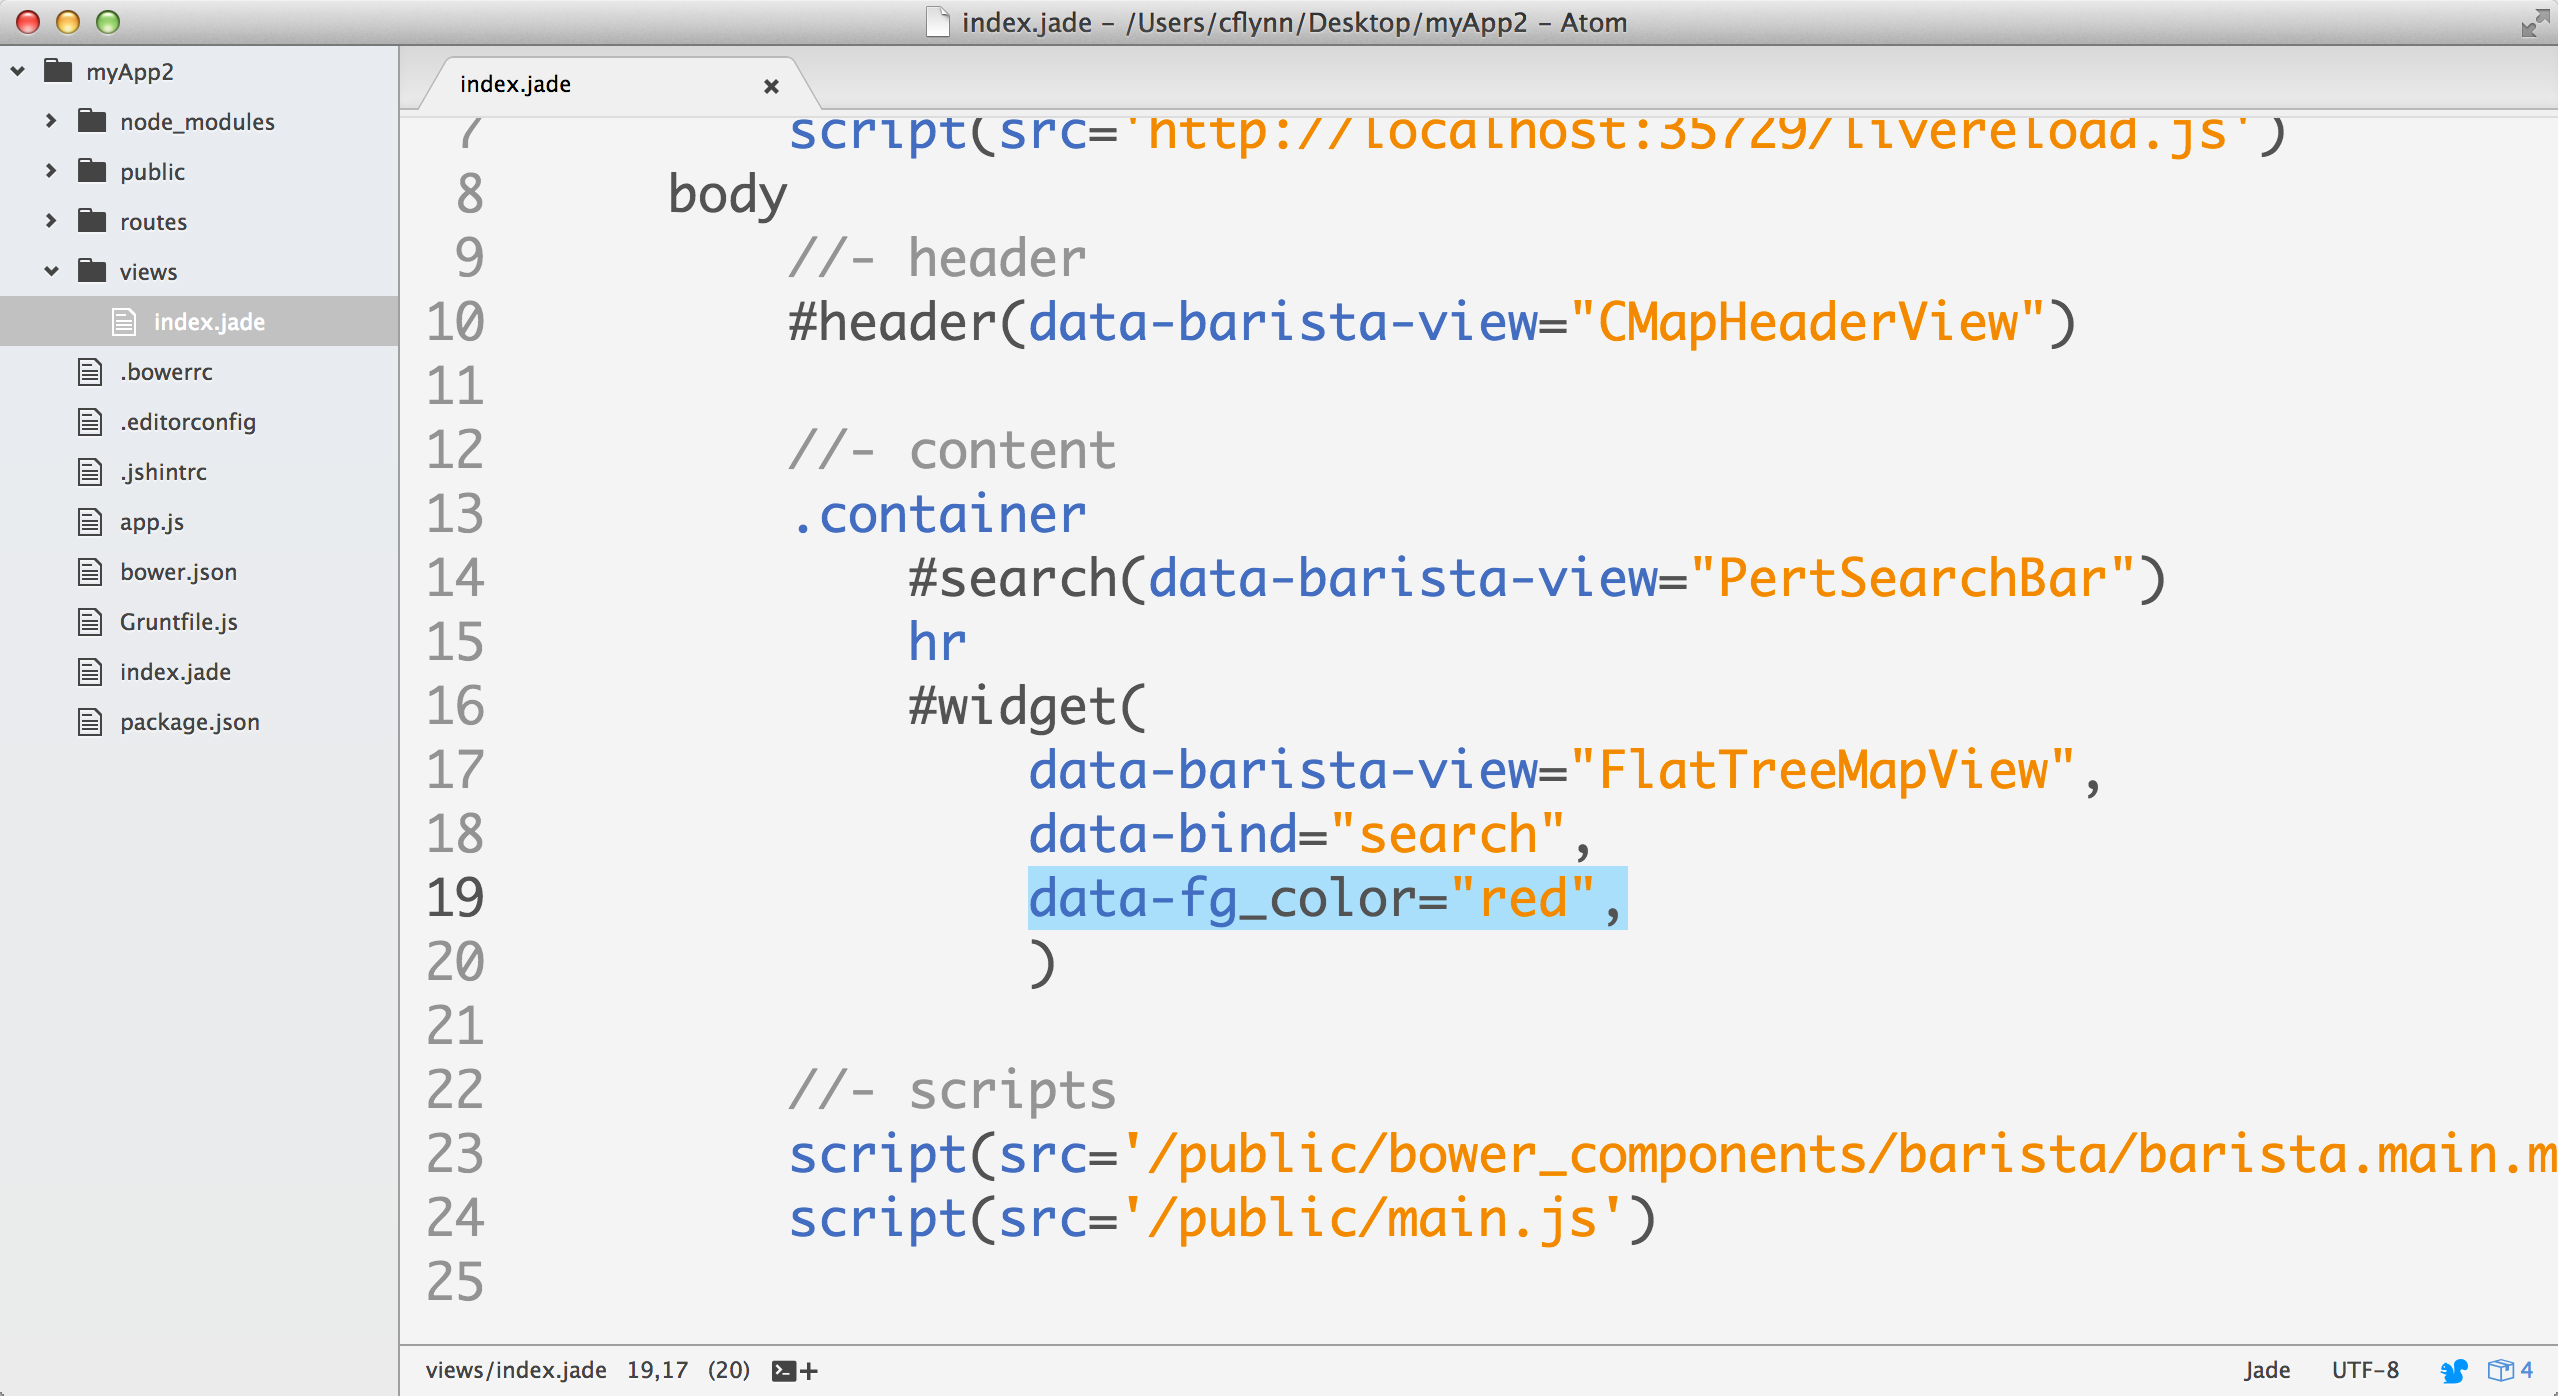 index.jade – /Users/cflynn/Desktop/myApp2 – Atom
myApp2
node_modules
public
routes
views
index.jade
.bowerrc
.editorconfig
.jshintrc
app.js
bower.json
Gruntfile.js
index.jade
package.json
index.jade
7 script(src='http://localhost:35729/livereload.js')
8 body
9 //- header
10 #header(data-barista-view="CMapHeaderView")
11
12 //- content
13 .container
14 #search(data-barista-view="PertSearchBar")
15 hr
16 #widget(
17 data-barista-view="FlatTreeMapView",
18 data-bind="search",
19 data-fg_color="red",
20 )
21
22 //- scripts
23 script(src='/public/bower_components/barista/barista.main.m
24 script(src='/public/main.js')
25
views/index.jade 19,17 (20) >_+ Jade UTF-8 4